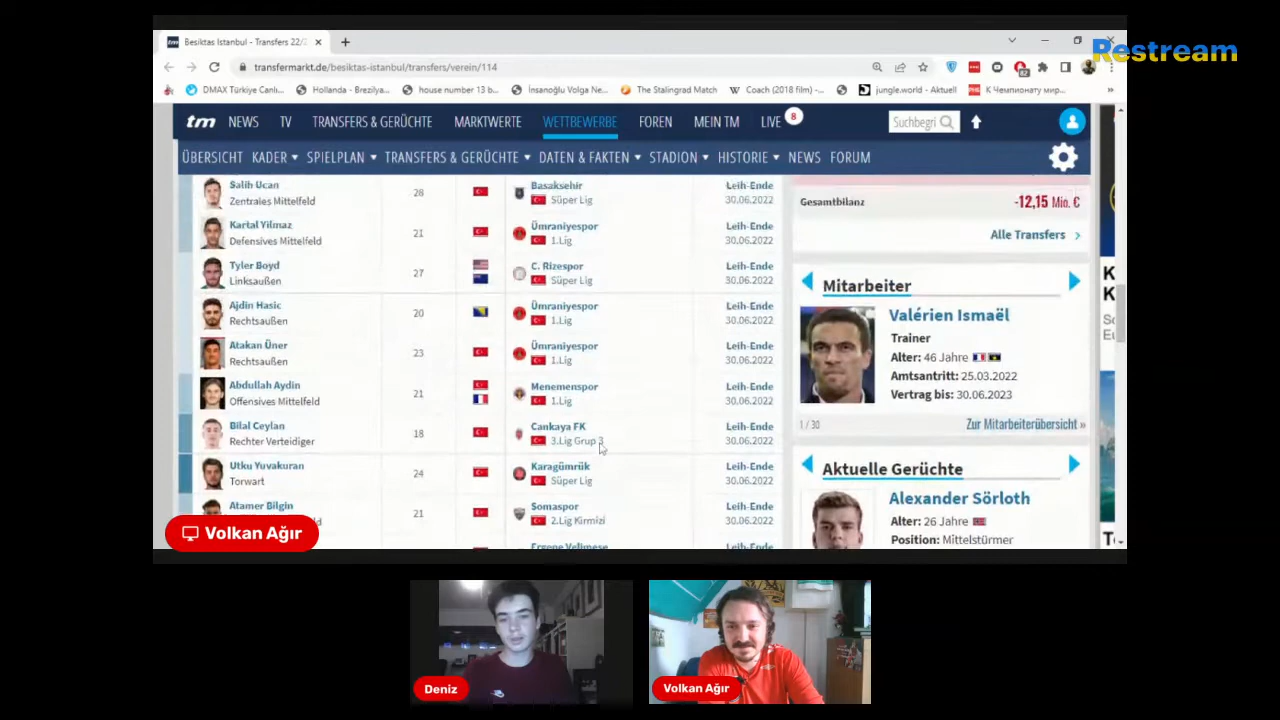 Besiktas Istanbul - Transfers 22/2
Restream
transfermarkt.de/besiktas-istanbul/transfers/verein/114
82
DMAX Türkiye Canlı... Hollanda - Brezilya... house number 13 b... İnsanoğlu Volga Ne... The Stalingrad Match Coach (2018 film) -... jungle.world - Aktuell К Чемпионату мир... »
tm NEWS TV TRANSFERS & GERÜCHTE MARKTWERTE WETTBEWERBE FOREN MEIN TM LIVE 8 Suchbegri
ÜBERSICHT KADER SPIELPLAN TRANSFERS & GERÜCHTE DATEN & FAKTEN STADION HISTORIE NEWS FORUM
Salih Ucan 28 Basaksehir Leih-Ende
Zentrales Mittelfeld Süper Lig 30.06.2022
Kartal Yilmaz 21 Ümraniyespor Leih-Ende
Defensives Mittelfeld 1.Lig 30.06.2022
Tyler Boyd 27 C. Rizespor Leih-Ende
Linksaußen Süper Lig 30.06.2022
Ajdin Hasic 20 Ümraniyespor Leih-Ende
Rechtsaußen 1.Lig 30.06.2022
Atakan Üner 23 Ümraniyespor Leih-Ende
Rechtsaußen 1.Lig 30.06.2022
Abdullah Aydin 21 Menemenspor Leih-Ende
Offensives Mittelfeld 1.Lig 30.06.2022
Bilal Ceylan 18 Cankaya FK Leih-Ende
Rechter Verteidiger 3.Lig Grup 3 30.06.2022
Utku Yuvakuran 24 Karagümrük Leih-Ende
Torwart Süper Lig 30.06.2022
Atamer Bilgin 21 Somaspor Leih-Ende
2.Lig Kirmizi 30.06.2022
Ergene Velimese Leih-Ende
Gesamtbilanz -12,15 Mio. €
Alle Transfers
Mitarbeiter
Valérien Ismaël
Trainer
Alter: 46 Jahre
Amtsantritt: 25.03.2022
Vertrag bis: 30.06.2023
1 / 30 Zur Mitarbeiterübersicht »
Aktuelle Gerüchte
Alexander Sörloth
Alter: 26 Jahre
Position: Mittelstürmer
Volkan Ağır
Deniz
Volkan Ağır